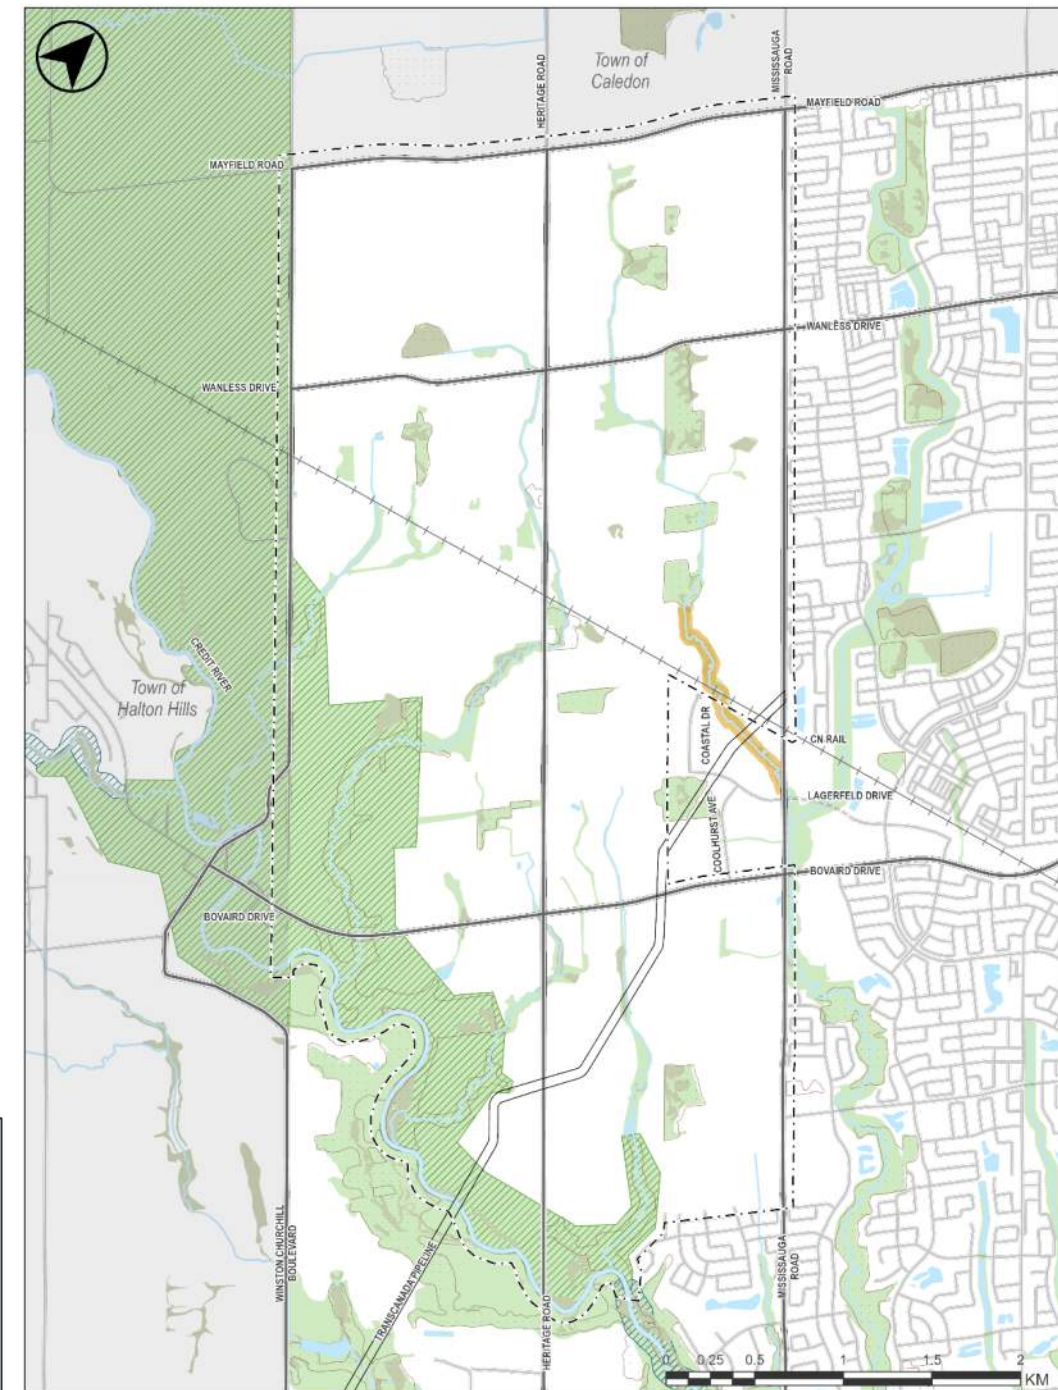 HERITAGE ROAD
Town of
Caledon
MISSISSAUGA
ROAD
MAYFIELD ROAD
MAYFIELD ROAD
WANLESS DRIVE
WANLESS DRIVE
CREDIT RIVER
Town of
Halton Hills
COASTAL DR
CN RAIL
LAGERFELD DRIVE
COOLHURST AVE
BOVAIRD DRIVE
BOVAIRD DRIVE
WINSTON CHURCHILL
BOULEVARD
TRANSCANADA PIPELINE
HERITAGE ROAD
MISSISSAUGA
ROAD
0 0.25 0.5 1 1.5 2
KM